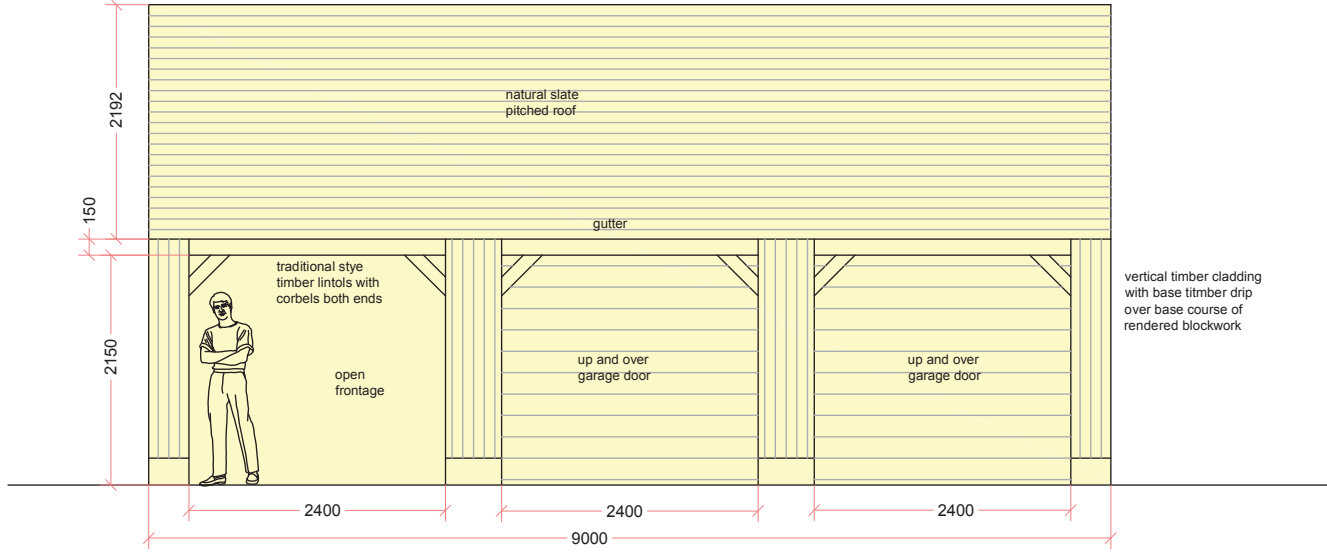 natural slate
pitched roof
2192
150
gutter
traditional stye
timber lintols with
corbels both ends
vertical timber cladding
with base titmber drip
over base course of
rendered blockwork
2150
open
frontage
up and over
garage door
up and over
garage door
2400
2400
2400
9000